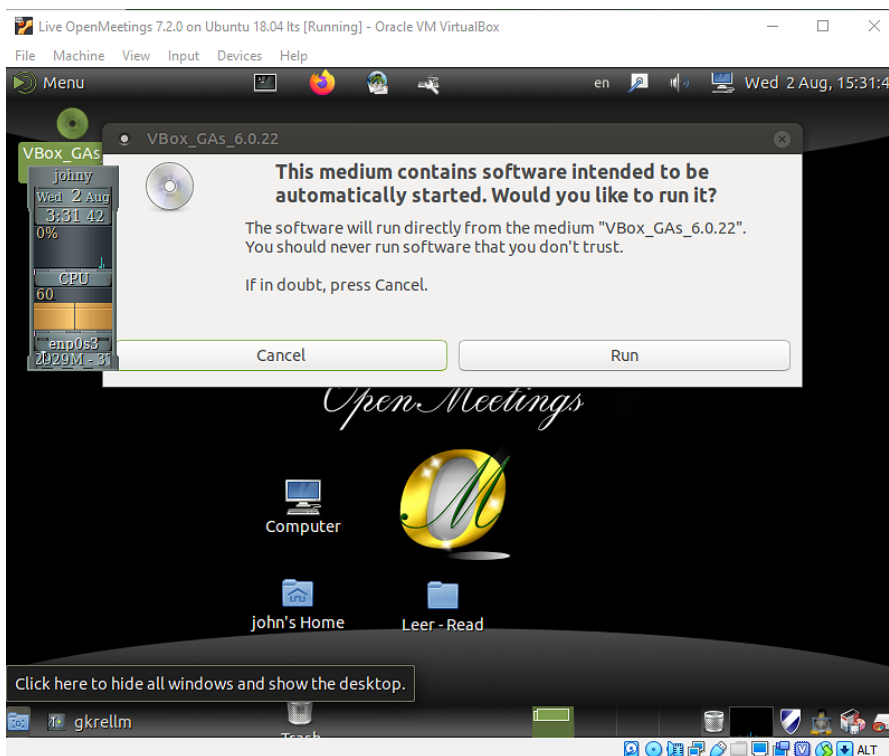 Live OpenMeetings 7.2.0 on Ubuntu 18.04 lts [Running] - Oracle VM VirtualBox
File Machine View Input Devices Help
Menu
en
Wed 2 Aug, 15:31:4
VBox_GAs
VBox_GAs_6.0.22
This medium contains software intended to be
automatically started. Would you like to run it?
The software will run directly from the medium "VBox_GAs_6.0.22".
You should never run software that you don't trust.
If in doubt, press Cancel.
Cancel
Run
johny
Wed 2 Aug
3:31 42
0%
CPU
60
enp0s3
OpenMeetings
Computer
john's Home
Leer - Read
Click here to hide all windows and show the desktop.
gkrellm
Trash
ALT